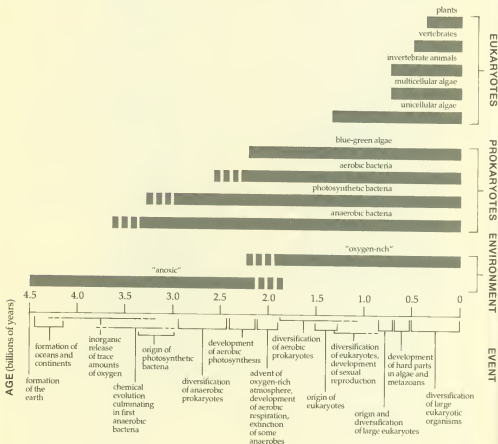 plants
vertebrates
invertebrate animals
multicellular algae
unicellular algae
EUKARYOTES
blue-green algae
aerobic bacteria
photosynthetic bacteria
anaerobic bacteria
PROKARYOTES
"oxygen-rich"
"anoxic"
ENVIRONMENT
4.5 4.0 3.5 3.0 2.5 2.0 1.5 1.0 0.5 0
AGE (billions of years)
EVENT
formation
of the
earth
formation of
oceans and
continents
inorganic
release
of trace
amounts
of oxygen
chemical
evolution
culminating
in first
anaerobic
bacteria
origin of
photosynthetic
bacteria
diversification
of anaerobic
prokaryotes
development
of aerobic
photosynthesis
advent of
oxygen-rich
atmosphere,
development
of aerobic
respiration,
extinction
of some
anaerobes
diversification
of aerobic
prokaryotes
origin of
eukaryotes
diversification
of eukaryotes,
development
of sexual
reproduction
origin and
diversification
of large eukaryotes
development
of hard parts
in algae and
metazoans
diversification
of large
eukaryotic
organisms